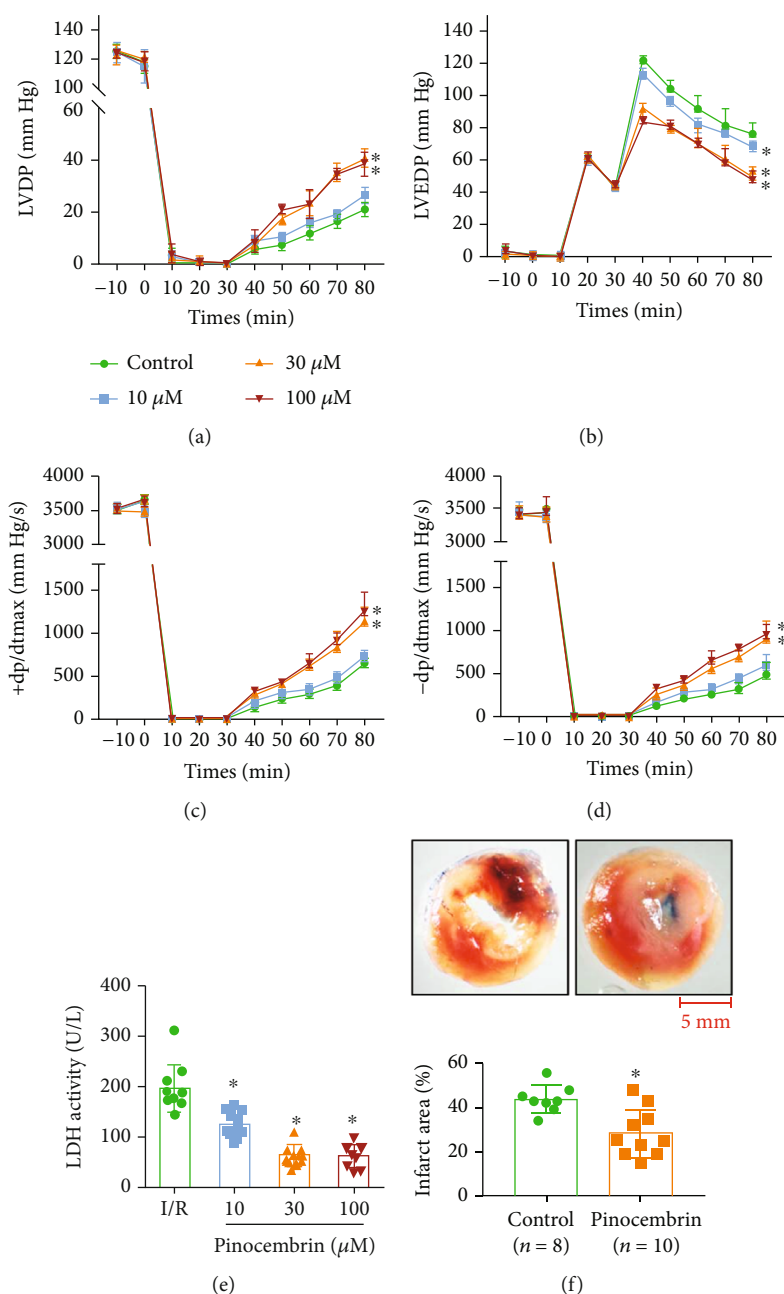 120
100
60
40
20
0
LVDP (mm Hg)
−10 0 10 20 30 40 50 60 70 80
Times (min)
Control
10 μM
30 μM
100 μM
*
*
(a)
140
120
100
80
60
40
20
0
LVEDP (mm Hg)
−10 0 10 20 30 40 50 60 70 80
Times (min)
*
*
*
(b)
4000
3500
3000
1500
1000
500
0
+dp/dtmax (mm Hg/s)
−10 0 10 20 30 40 50 60 70 80
Times (min)
*
*
(c)
4000
3500
3000
1500
1000
500
0
−dp/dtmax (mm Hg/s)
−10 0 10 20 30 40 50 60 70 80
Times (min)
*
*
(d)
400
300
200
100
0
LDH activity (U/L)
*
*
*
I/R 10 30 100
Pinocembrin (μM)
(e)
5 mm
60
40
20
0
Infarct area (%)
*
Control Pinocembrin
(n = 8) (n = 10)
(f)